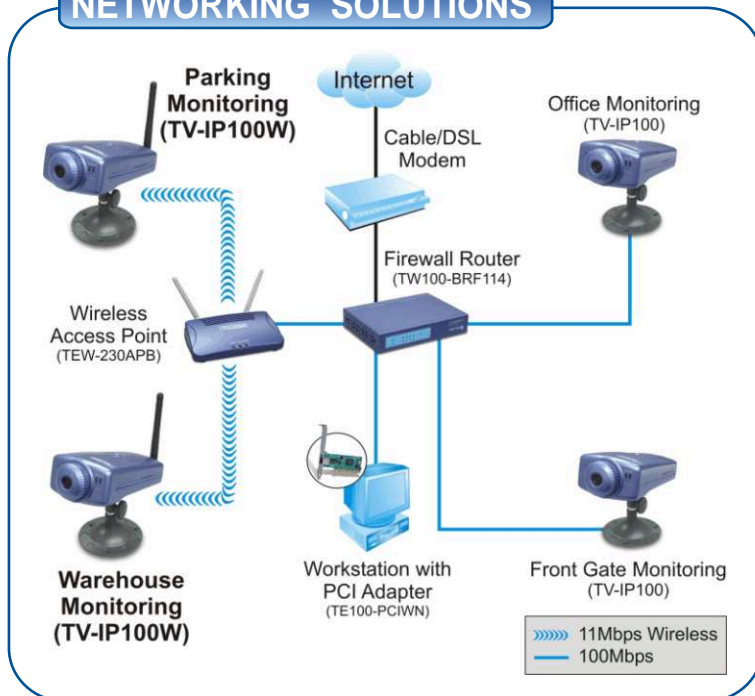 NETWORKING SOLUTIONS
Parking
Monitoring
(TV-IP100W)
Internet
Cable/DSL
Modem
Office Monitoring
(TV-IP100)
Firewall Router
(TW100-BRF114)
Wireless
Access Point
(TEW-230APB)
Warehouse
Monitoring
(TV-IP100W)
Workstation with
PCI Adapter
(TE100-PCIWN)
Front Gate Monitoring
(TV-IP100)
11Mbps Wireless
100Mbps